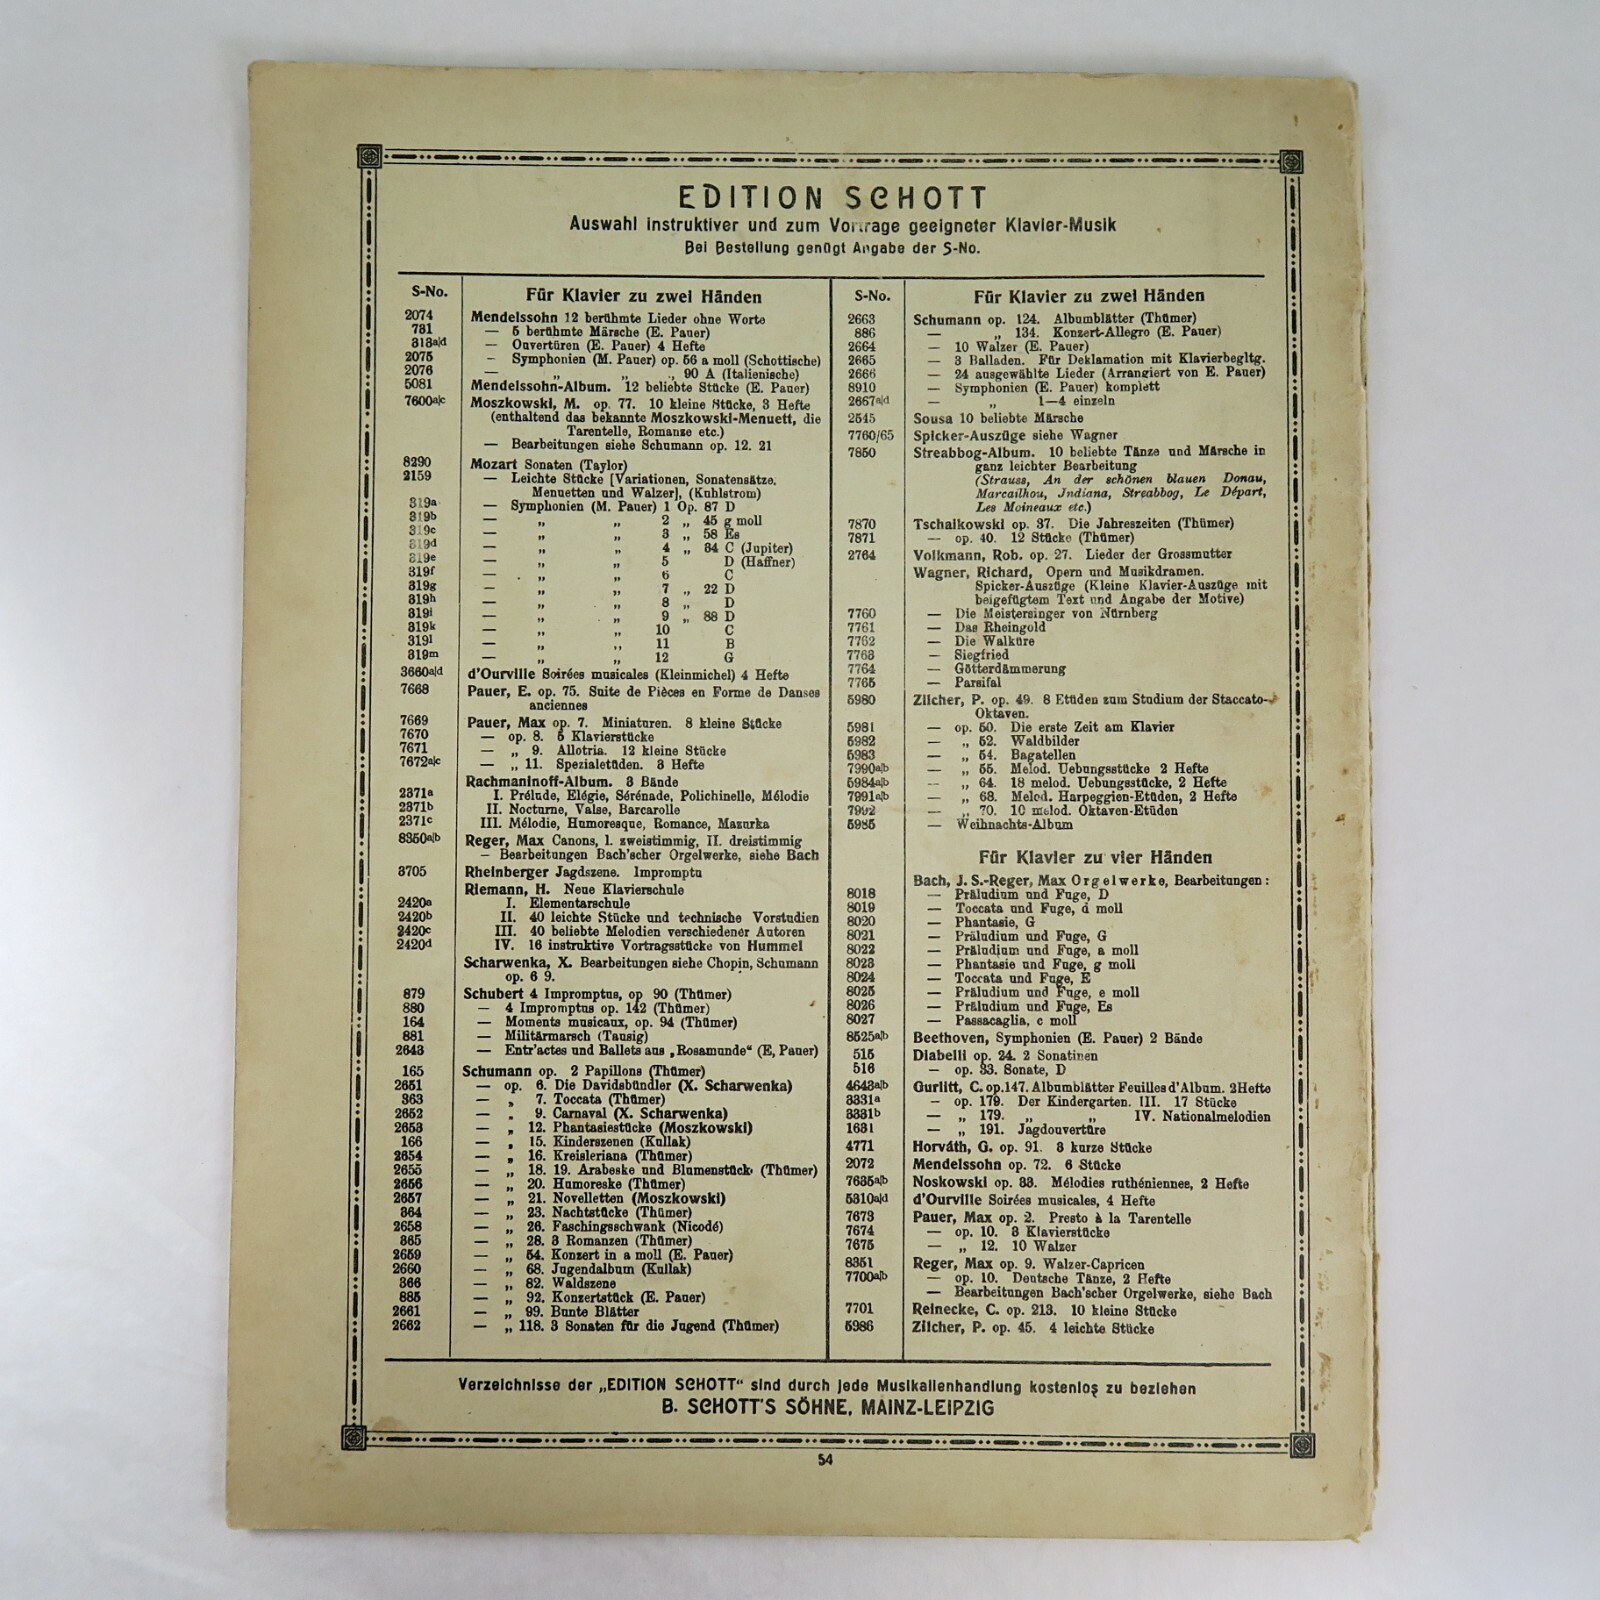 EDITION SCHOTT
Auswahl instruktiver und zum Vortrage geeigneter Klavier-Musik
Bei Bestellung genügt Angabe der S-No.
S-No. Für Klavier zu zwei Händen
2074 Mendelssohn 12 berühmte Lieder ohne Worte
781 — 5 berühmte Märsche (E. Pauer)
313a|d — Ouvertüren (E. Pauer) 4 Hefte
2075 — Symphonien (M. Pauer) op. 56 a moll (Schottische)
2076 — „ „ „ 90 A (Italienische)
5081 Mendelssohn-Album. 12 beliebte Stücke (E. Pauer)
7600a|c Moszkowski, M. op. 77. 10 kleine Stücke, 3 Hefte
(enthaltend das bekannte Moszkowski-Menuett, die
Tarentelle, Romanze etc.)
— Bearbeitungen siehe Schumann op. 12. 21
8290 Mozart Sonaten (Taylor)
2159 — Leichte Stücke [Variationen, Sonatensätze,
Menuetten und Walzer], (Kuhlstrom)
319a — Symphonien (M. Pauer) 1 Op. 87 D
319b — „ „ 2 „ 45 g moll
319c — „ „ 3 „ 58 Es
319d — „ „ 4 „ 34 C (Jupiter)
319e — „ „ 5 D (Haffner)
319f — „ „ 6 C
319g — „ „ 7 „ 22 D
319h — „ „ 8 „ D
319i — „ „ 9 „ 88 D
319k — „ „ 10 C
319l — „ „ 11 B
319m — „ „ 12 G
3660a|d d'Ourville Soirées musicales (Kleinmichel) 4 Hefte
7668 Pauer, E. op. 75. Suite de Pièces en Forme de Danses
anciennes
7669 Pauer, Max op. 7. Miniaturen. 8 kleine Stücke
7670 — op. 8. 5 Klavierstücke
7671 — „ 9. Allotria. 12 kleine Stücke
7672a|c — „ 11. Spezialetüden. 3 Hefte
Rachmaninoff-Album. 3 Bände
2371a I. Prélude, Elégie, Sérénade, Polichinelle, Mélodie
2371b II. Nocturne, Valse, Barcarolle
2371c III. Mélodie, Humoresque, Romance, Mazurka
8350a|b Reger, Max Canons, I. zweistimmig, II. dreistimmig
— Bearbeitungen Bach'scher Orgelwerke, siehe Bach
3705 Rheinberger Jagdszene. Impromptu
Riemann, H. Neue Klavierschule
2420a I. Elementarschule
2420b II. 40 leichte Stücke und technische Vorstudien
2420c III. 40 beliebte Melodien verschiedener Autoren
2420d IV. 16 instruktive Vortragsstücke von Hummel
Scharwenka, X. Bearbeitungen siehe Chopin, Schumann
op. 6 9.
879 Schubert 4 Impromptus, op 90 (Thümer)
880 — 4 Impromptus op. 142 (Thümer)
164 — Moments musicaux, op. 94 (Thümer)
881 — Militärmarsch (Tausig)
2643 — Entr'actes und Ballets aus „Rosamunde“ (E, Pauer)
165 Schumann op. 2 Papillons (Thümer)
2651 — op. 6. Die Davidsbündler (X. Scharwenka)
363 — „ 7. Toccata (Thümer)
2652 — „ 9. Carnaval (X. Scharwenka)
2653 — „ 12. Phantasiestücke (Moszkowski)
166 — „ 15. Kinderszenen (Kullak)
2654 — „ 16. Kreisleriana (Thümer)
2655 — „ 18. 19. Arabeske und Blumenstück (Thümer)
2656 — „ 20. Humoreske (Thümer)
2657 — „ 21. Novelletten (Moszkowski)
364 — „ 23. Nachtstücke (Thümer)
2658 — „ 26. Faschingsschwank (Nicodé)
365 — „ 28. 3 Romanzen (Thümer)
2659 — „ 54. Konzert in a moll (E. Pauer)
2660 — „ 68. Jugendalbum (Kullak)
366 — „ 82. Waldszene
885 — „ 92. Konzertstück (E. Pauer)
2661 — „ 99. Bunte Blätter
2662 — „ 118. 3 Sonaten für die Jugend (Thümer)
S-No. Für Klavier zu zwei Händen
2663 Schumann op. 124. Albumblätter (Thümer)
886 — „ 134. Konzert-Allegro (E. Pauer)
2664 — 10 Walzer (E. Pauer)
2665 — 3 Balladen. Für Deklamation mit Klavierbegltg.
2666 — 24 ausgewählte Lieder (Arrangiert von E. Pauer)
8910 — Symphonien (E. Pauer) komplett
2667a|d — „ 1—4 einzeln
2545 Sousa 10 beliebte Märsche
7760/65 Spicker-Auszüge siehe Wagner
7850 Streabbog-Album. 10 beliebte Tänze und Märsche in
ganz leichter Bearbeitung
(Strauss, An der schönen blauen Donau,
Marcailhou, Jndiana, Streabbog, Le Départ,
Les Moineaux etc.)
7870 Tschaikowski op. 37. Die Jahreszeiten (Thümer)
7871 — op. 40. 12 Stücke (Thümer)
2764 Volkmann, Rob. op. 27. Lieder der Grossmutter
Wagner, Richard, Opern und Musikdramen.
Spicker-Auszüge (Kleine Klavier-Auszüge mit
beigefügtem Text und Angabe der Motive)
7760 — Die Meistersinger von Nürnberg
7761 — Das Rheingold
7762 — Die Walküre
7763 — Siegfried
7764 — Götterdämmerung
7765 — Parsifal
5980 Zilcher, P. op. 49. 8 Etüden zum Studium der Staccato-
Oktaven.
5981 — op. 50. Die erste Zeit am Klavier
5982 — „ 52. Waldbilder
5983 — „ 54. Bagatellen
7990a|b — „ 55. Melod. Uebungsstücke 2 Hefte
5984a|b — „ 64. 18 melod. Uebungsstücke, 2 Hefte
7991a|b — „ 68. Melod. Harpeggien-Etüden, 2 Hefte
7992 — „ 70. 10 melod. Oktaven-Etüden
5985 — Weihnachts-Album
Für Klavier zu vier Händen
Bach, J. S.-Reger, Max Orgelwerke, Bearbeitungen:
8018 — Präludium und Fuge, D
8019 — Toccata und Fuge, d moll
8020 — Phantasie, G
8021 — Präludium und Fuge, G
8022 — Präludium und Fuge, a moll
8023 — Phantasie und Fuge, g moll
8024 — Toccata und Fuge, E
8025 — Präludium und Fuge, e moll
8026 — Präludium und Fuge, Es
8027 — Passacaglia, c moll
8525a|b Beethoven, Symphonien (E. Pauer) 2 Bände
515 Diabelli op. 24. 2 Sonatinen
516 — op. 33. Sonate, D
4643a|b Gurlitt, C. op.147. Albumblätter Feuilles d'Album. 2Hefte
3331a — op. 179. Der Kindergarten. III. 17 Stücke
3331b — „ 179. „ „ IV. Nationalmelodien
1631 — „ 191. Jagdouvertüre
4771 Horváth, G. op. 91. 3 kurze Stücke
2072 Mendelssohn op. 72. 6 Stücke
7635a|b Noskowski op. 33. Mélodies ruthéniennes, 2 Hefte
5310a|d d'Ourville Soirées musicales, 4 Hefte
7673 Pauer, Max op. 2. Presto à la Tarentelle
7674 — op. 10. 3 Klavierstücke
7675 — „ 12. 10 Walzer
8351 Reger, Max op. 9. Walzer-Capricen
7700a|b — op. 10. Deutsche Tänze, 2 Hefte
— Bearbeitungen Bach'scher Orgelwerke, siehe Bach
7701 Reinecke, C. op. 213. 10 kleine Stücke
5986 Zilcher, P. op. 45. 4 leichte Stücke
Verzeichnisse der „EDITION SCHOTT“ sind durch jede Musikalienhandlung kostenlos zu beziehen
B. SCHOTT'S SÖHNE, MAINZ-LEIPZIG
54